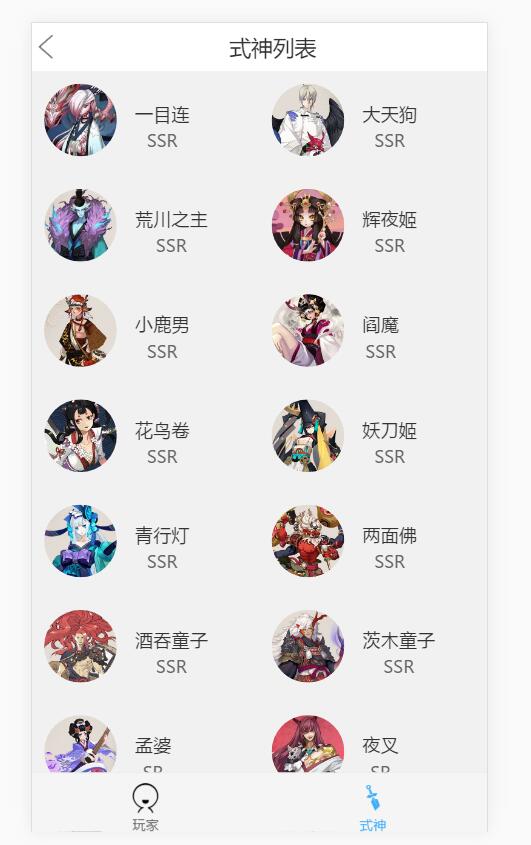 式神列表
一目连
SSR
大天狗
SSR
荒川之主
SSR
辉夜姬
SSR
小鹿男
SSR
阎魔
SSR
花鸟卷
SSR
妖刀姬
SSR
青行灯
SSR
两面佛
SSR
酒吞童子
SSR
茨木童子
SSR
孟婆
SR
夜叉
SR
玩家
式神